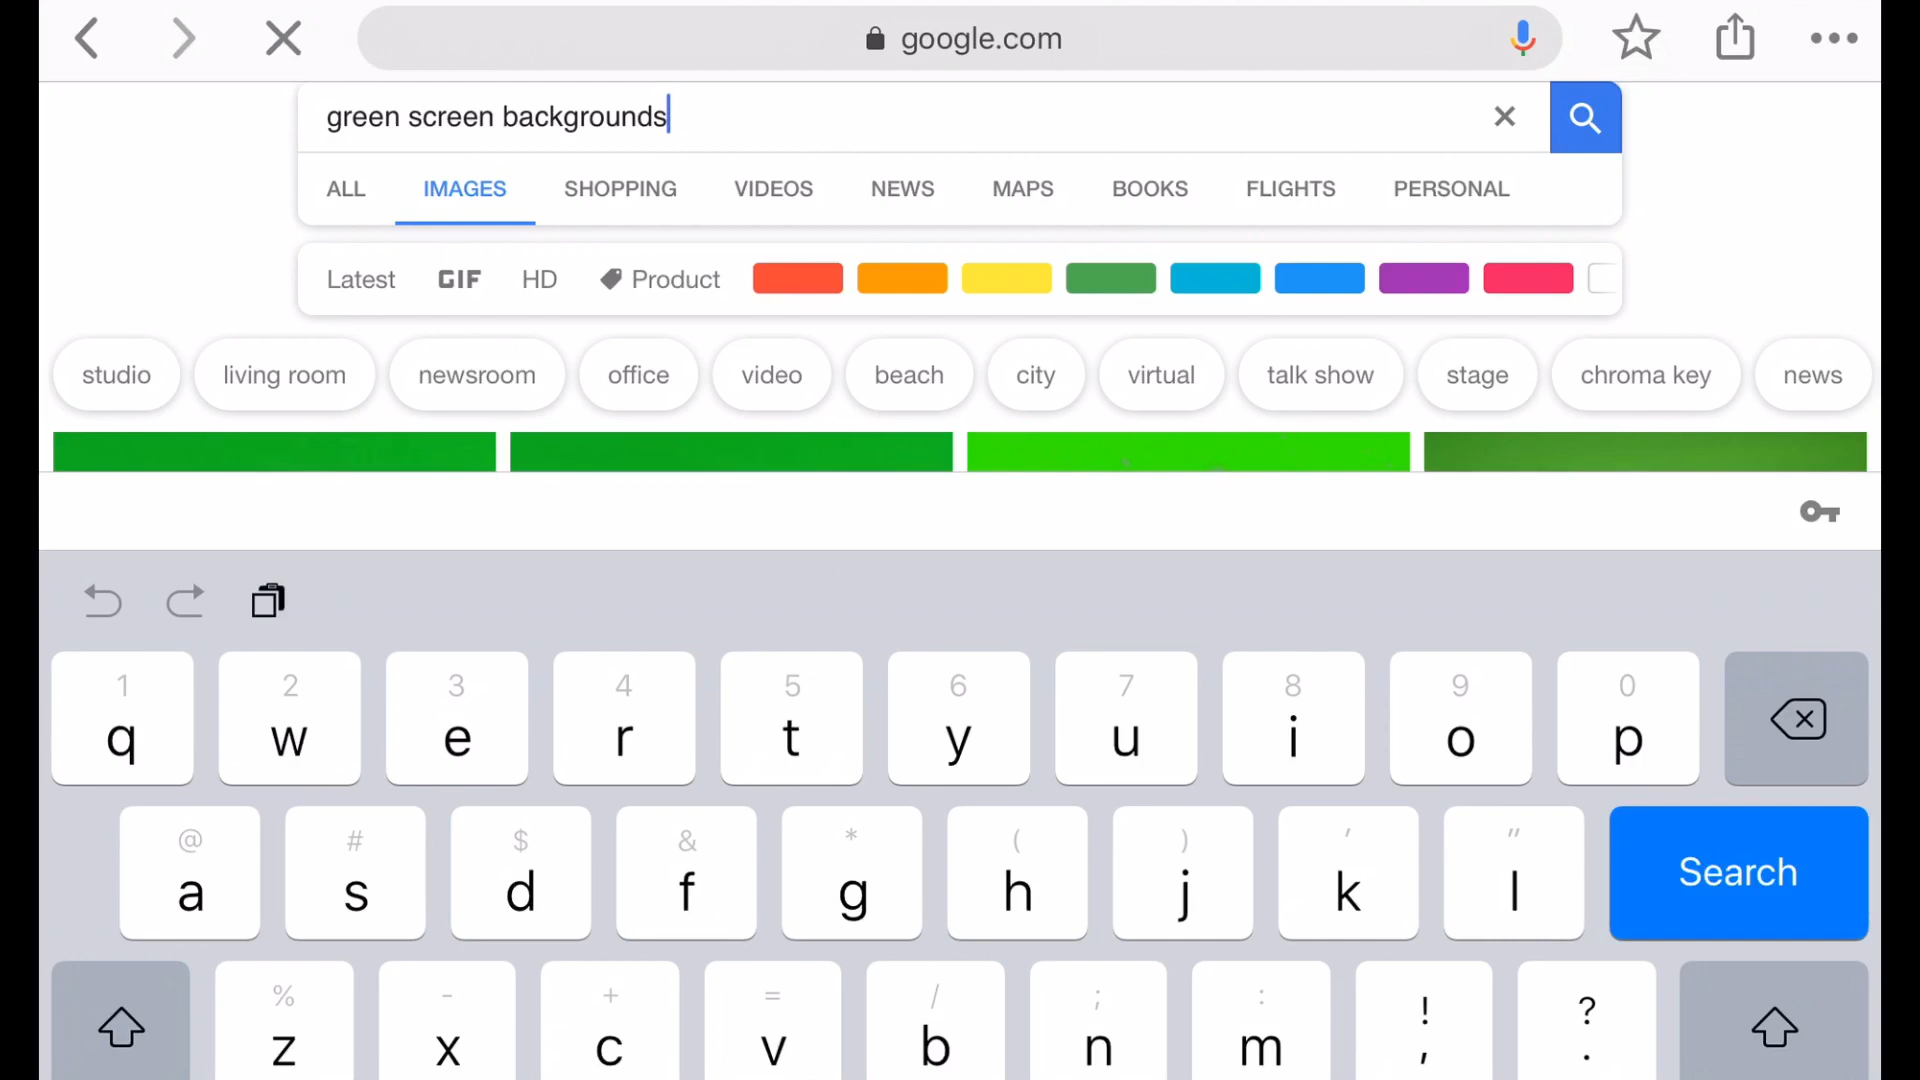 google.com
green screen backgrounds
ALL IMAGES SHOPPING VIDEOS NEWS MAPS BOOKS FLIGHTS PERSONAL
Latest GIF HD Product
studio living room newsroom office video beach city virtual talk show stage chroma key news
1 2 3 4 5 6 7 8 9 0
q w e r t y u i o p
@ # $ & * ( ) ' "
a s d f g h j k l Search
% - + = / ; : ! ?
z x c v b n m , .